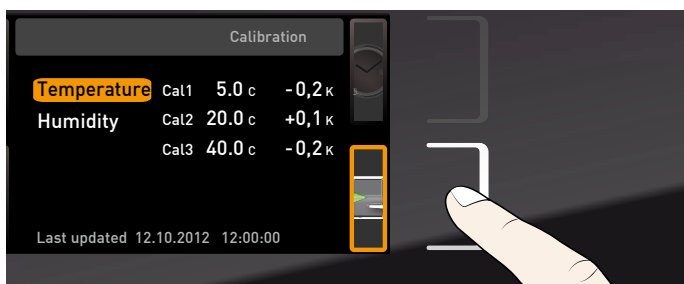 Calibration
Temperature Cal1 5.0 C -0,2 K
Humidity Cal2 20.0 C +0,1 K
Cal3 40.0 C -0,2 K
Last updated 12.10.2012 12:00:00